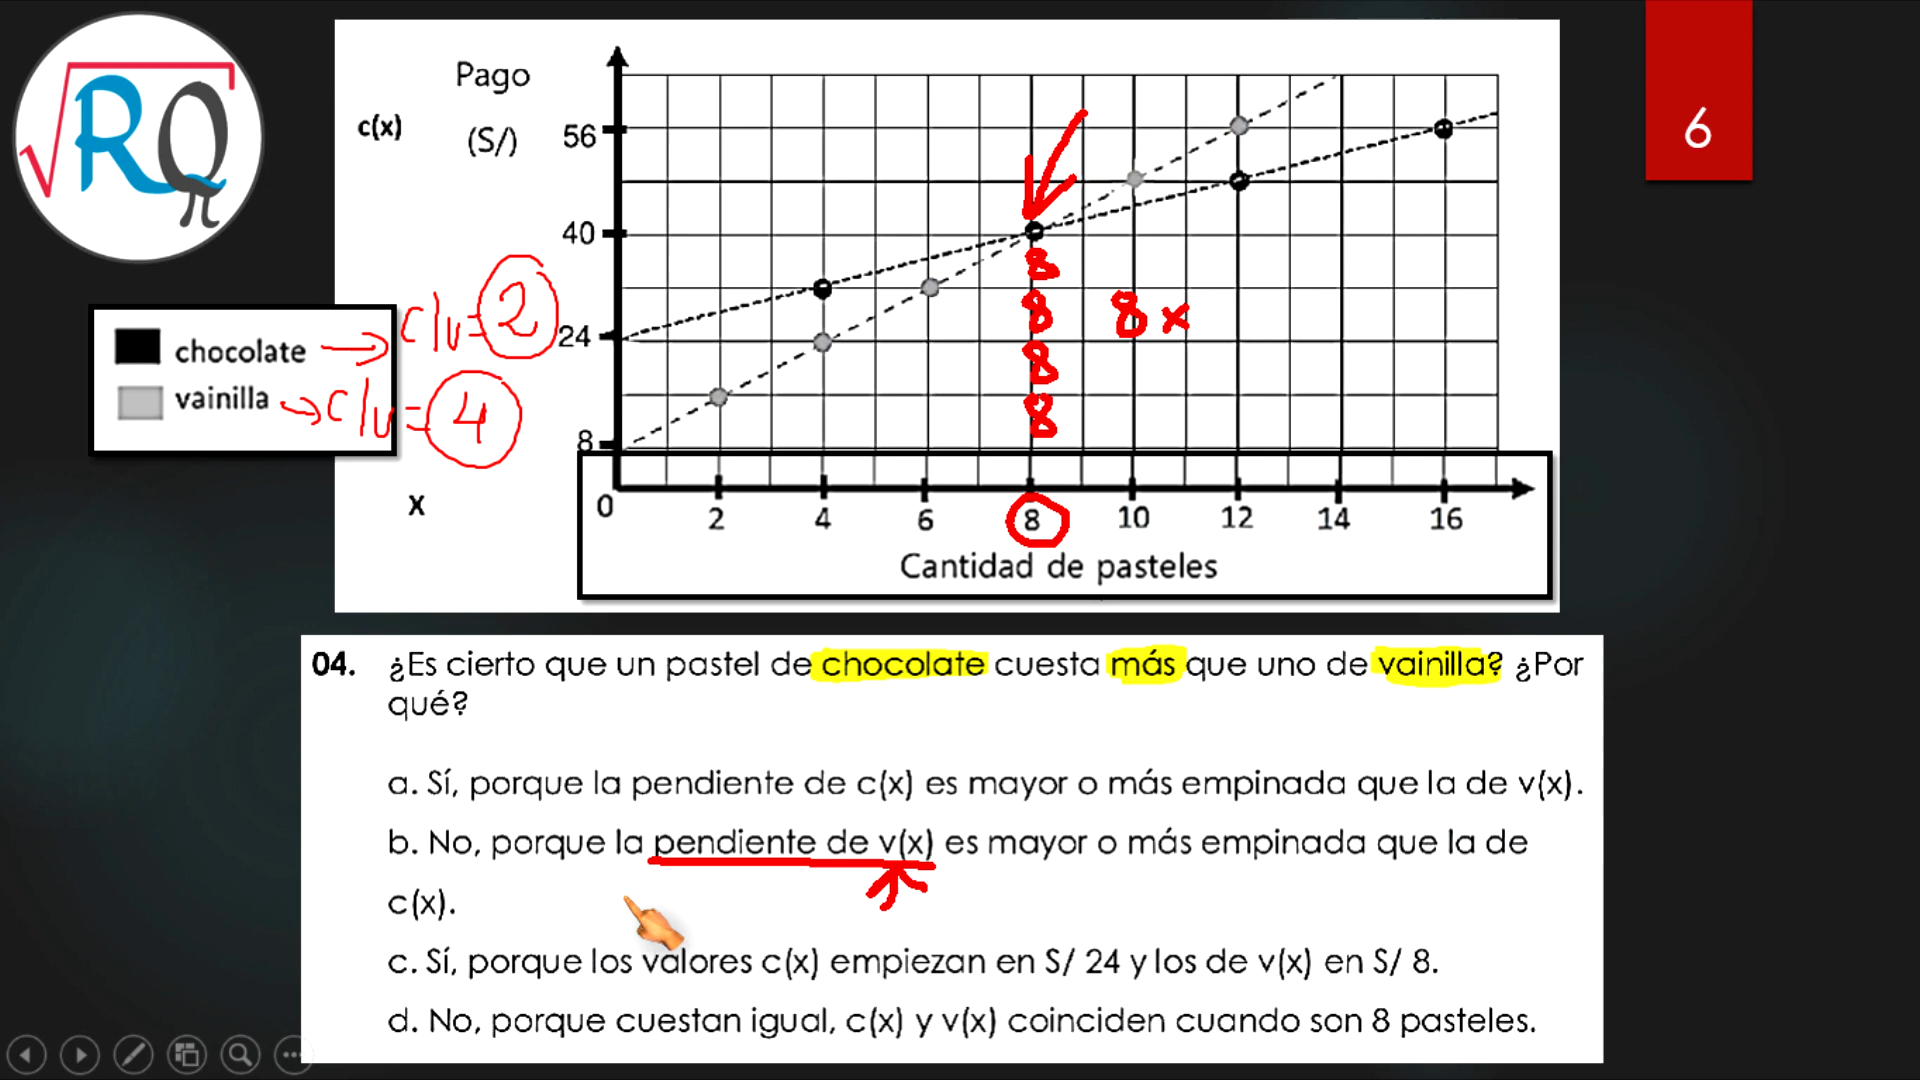 √RQπ
Pago
c(x)
(S/)
56
40
24
8
8
8
8
8
8 x
chocolate → c/u = 2
vainilla → c/u = 4
x
0 2 4 6 8 10 12 14 16
Cantidad de pasteles
6
04. ¿Es cierto que un pastel de chocolate cuesta más que uno de vainilla? ¿Por
qué?
a. Sí, porque la pendiente de c(x) es mayor o más empinada que la de v(x).
b. No, porque la pendiente de v(x) es mayor o más empinada que la de
c(x).
c. Sí, porque los valores c(x) empiezan en S/ 24 y los de v(x) en S/ 8.
d. No, porque cuestan igual, c(x) y v(x) coinciden cuando son 8 pasteles.